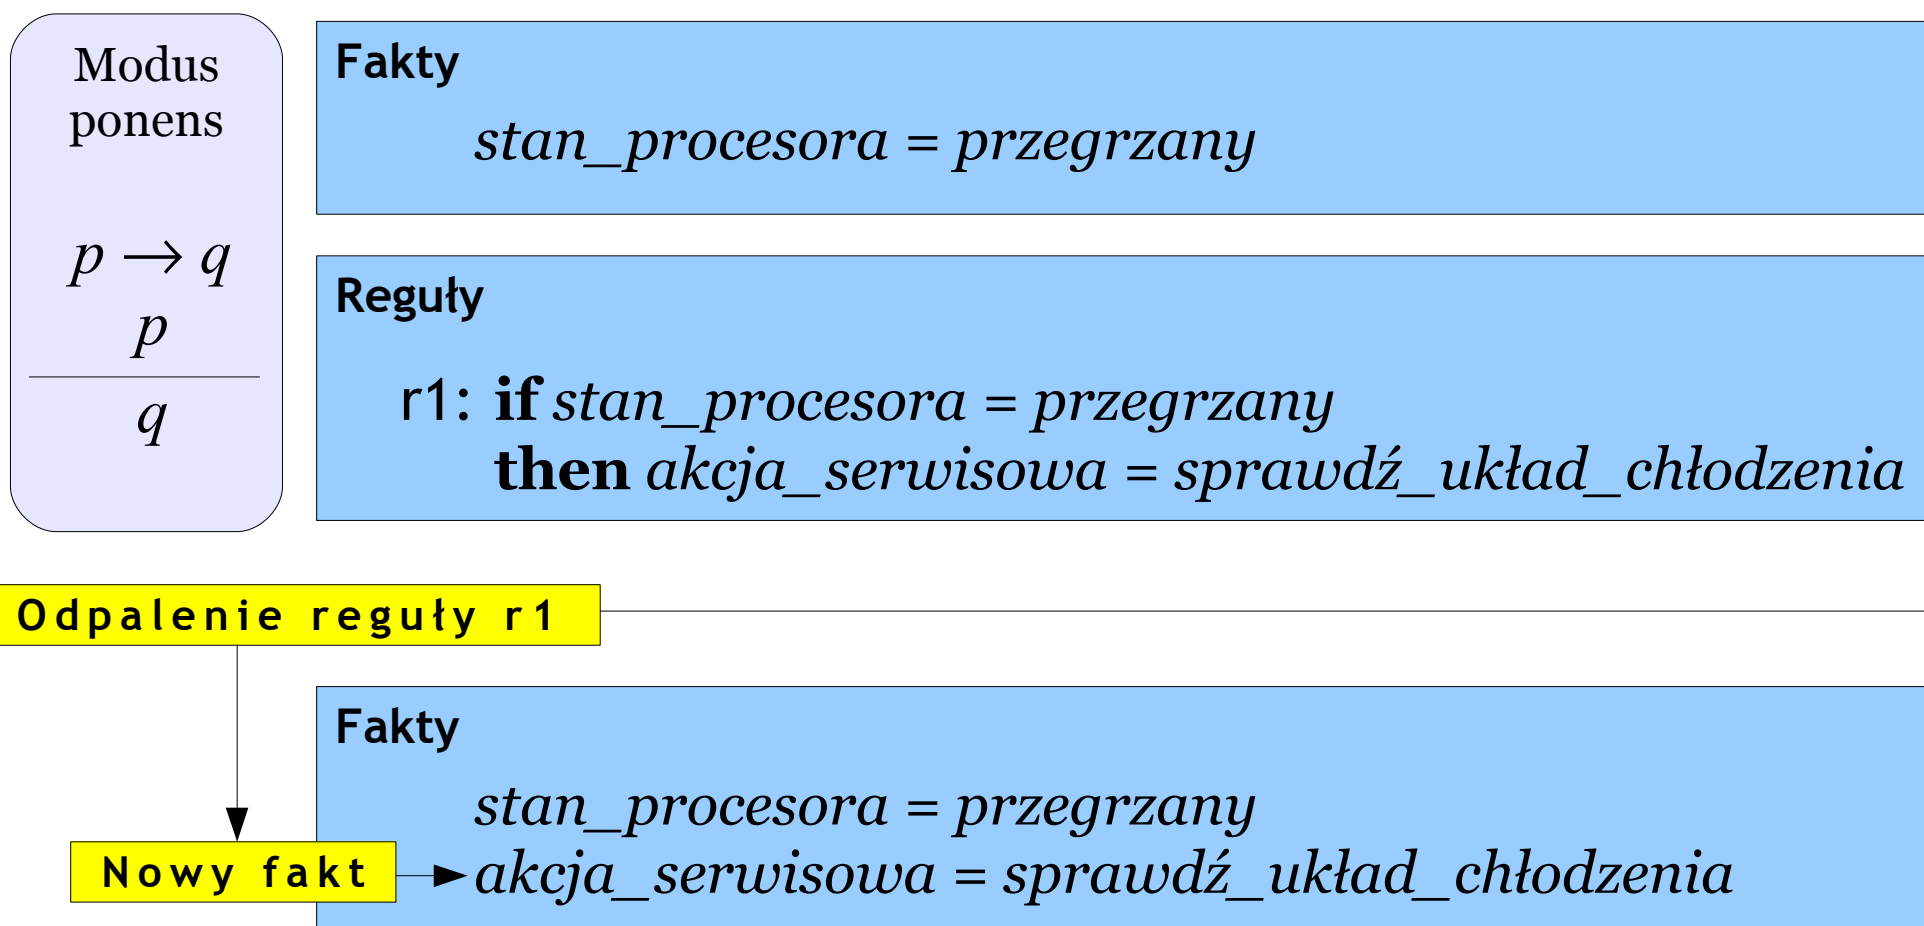 Modus
ponens
p → q
p
q
Fakty
stan_procesora = przegrzany
Reguły
r1: if stan_procesora = przegrzany
then akcja_serwisowa = sprawdź_układ_chłodzenia
Odpalenie reguły r1
Fakty
stan_procesora = przegrzany
Nowy fakt
akcja_serwisowa = sprawdź_układ_chłodzenia